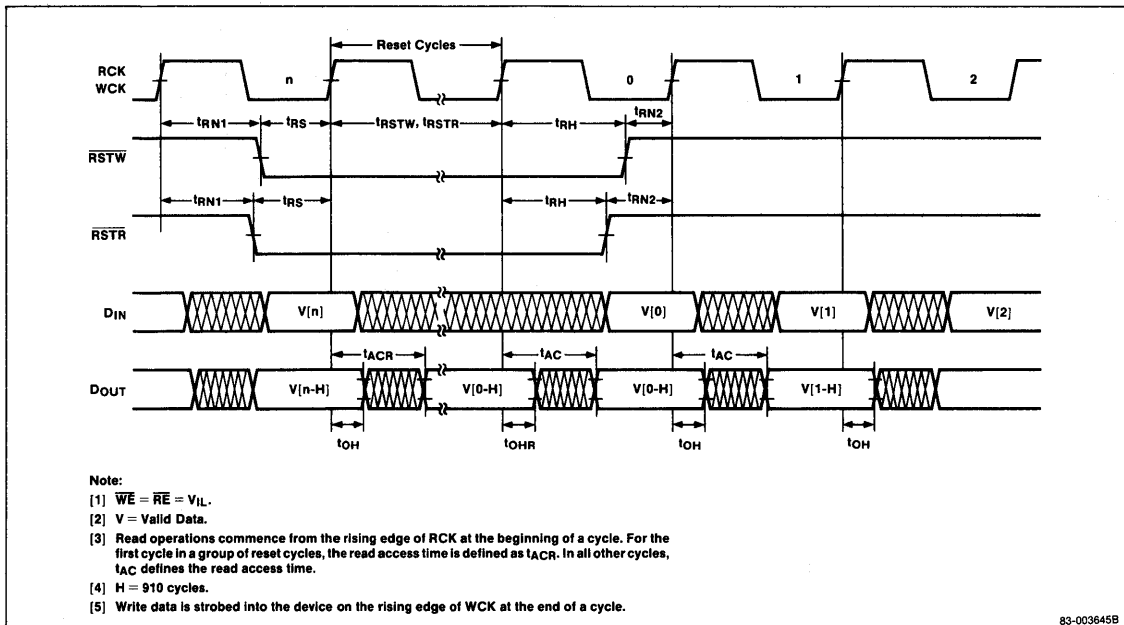 Reset Cycles
RCK
WCK
n
0
1
2
tRN1
tRS
tRSTW, tRSTR
tRH
tRN2
RSTW
tRN1
tRS
tRH
tRN2
RSTR
DIN
V[n]
V[0]
V[1]
V[2]
tACR
tAC
tAC
DOUT
V[n-H]
V[0-H]
V[0-H]
V[1-H]
tOH
tOHR
tOH
tOH
Note:
[1] WE = RE = VIL.
[2] V = Valid Data.
[3] Read operations commence from the rising edge of RCK at the beginning of a cycle. For the
first cycle in a group of reset cycles, the read access time is defined as tACR. In all other cycles,
tAC defines the read access time.
[4] H = 910 cycles.
[5] Write data is strobed into the device on the rising edge of WCK at the end of a cycle.
83-003645B